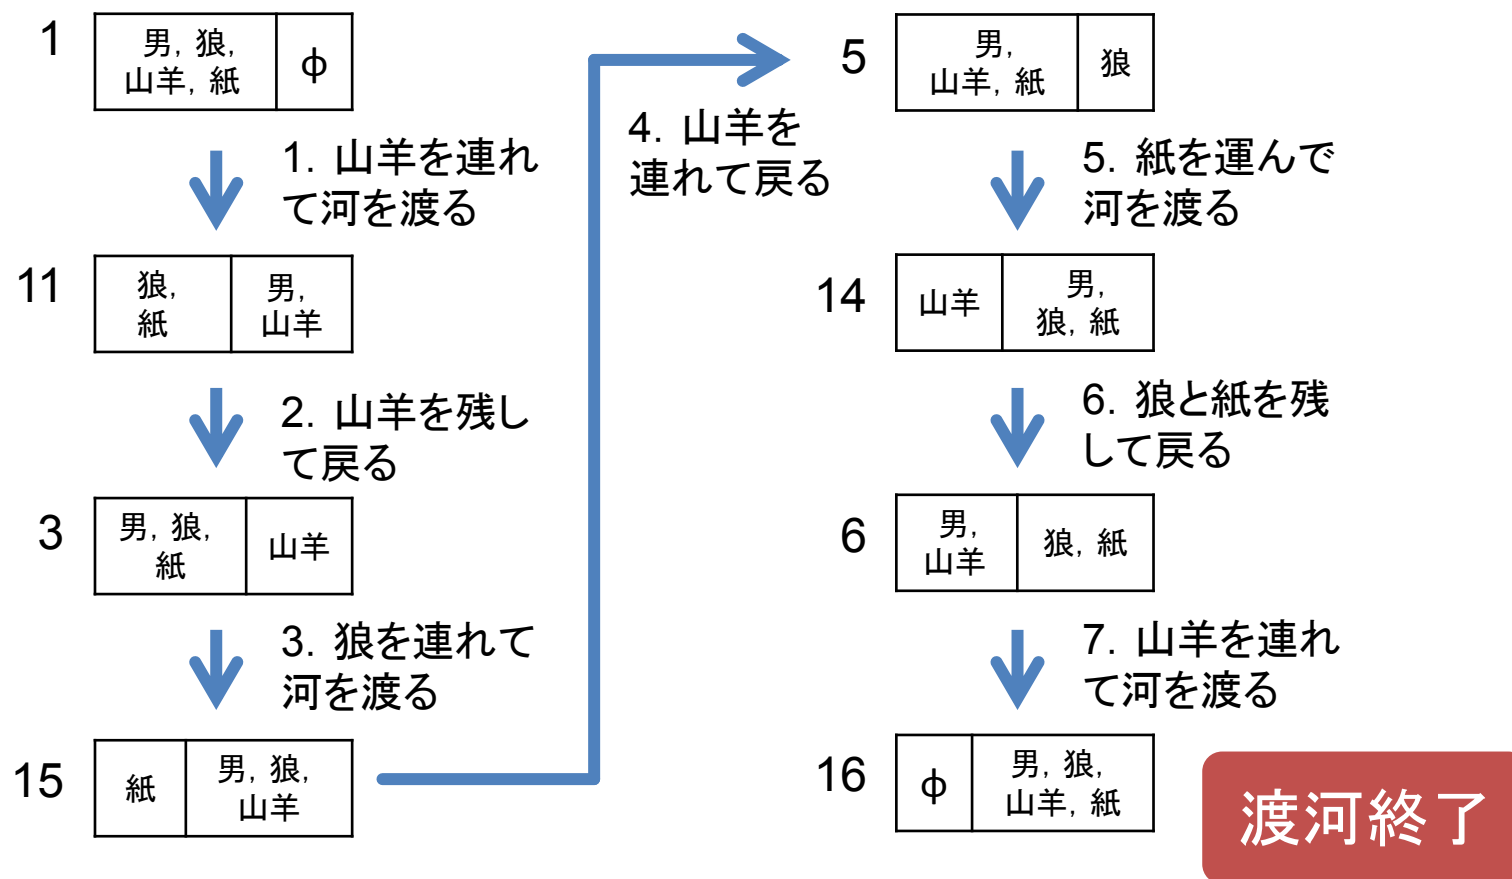 1
男, 狼,
山羊, 紙
φ
1. 山羊を連れ
て河を渡る
11
狼,
紙
男,
山羊
2. 山羊を残し
て戻る
3
男, 狼,
紙
山羊
3. 狼を連れて
河を渡る
15
紙
男, 狼,
山羊
4. 山羊を
連れて戻る
5
男,
山羊, 紙
狼
5. 紙を運んで
河を渡る
14
山羊
男,
狼, 紙
6. 狼と紙を残
して戻る
6
男,
山羊
狼, 紙
7. 山羊を連れ
て河を渡る
16
φ
男, 狼,
山羊, 紙
渡河終了